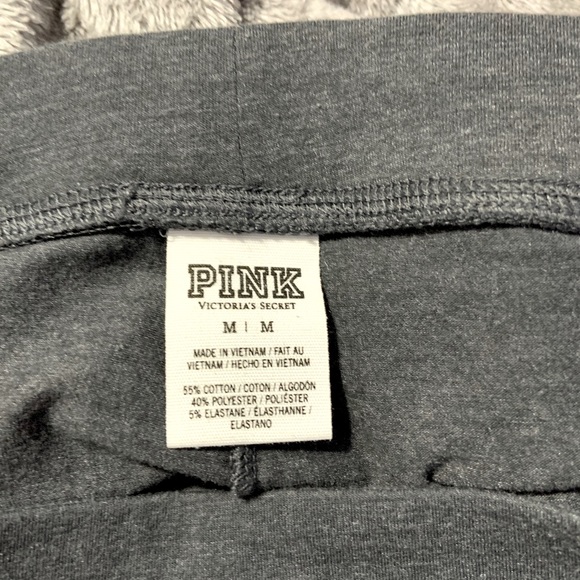 PINK
VICTORIA'S SECRET
M | M
MADE IN VIETNAM / FAIT AU
VIETNAM / HECHO EN VIETNAM
55% COTTON / COTON / ALGODÓN
40% POLYESTER / POLIÉSTER
5% ELASTANE / ÉLASTHANNE /
ELASTANO